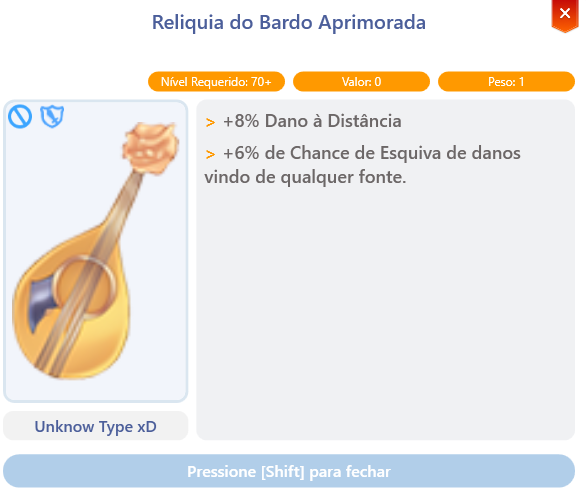 Reliquia do Bardo Aprimorada
Nível Requerido: 70+
Valor: 0
Peso: 1
> +8% Dano à Distância
> +6% de Chance de Esquiva de danos
vindo de qualquer fonte.
Unknow Type xD
Pressione [Shift] para fechar